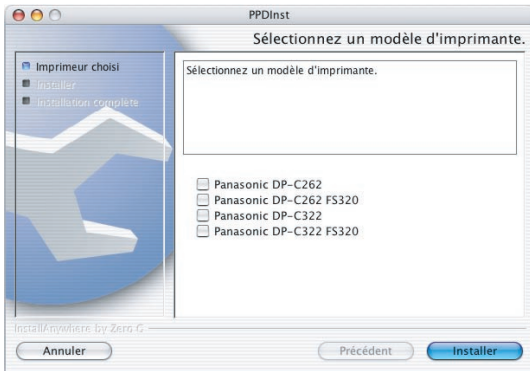 PPDInst
Sélectionnez un modèle d'imprimante.
Imprimeur choisi
Installer
Installation complète
Sélectionnez un modèle d'imprimante.
Panasonic DP-C262
Panasonic DP-C262 FS320
Panasonic DP-C322
Panasonic DP-C322 FS320
InstallAnywhere by Zero G
Annuler
Précédent
Installer